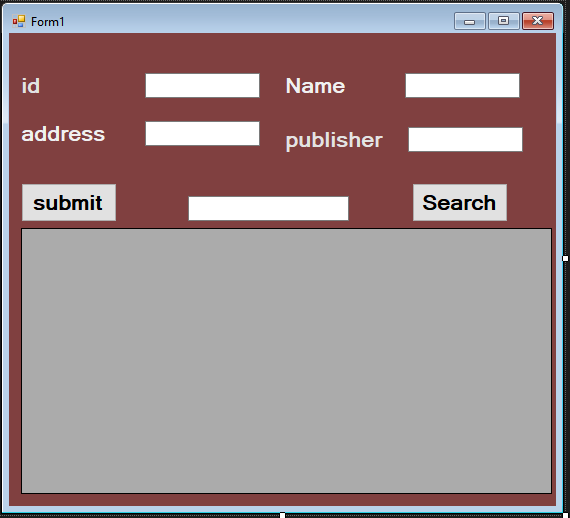 Form1
id Name
address publisher
submit Search